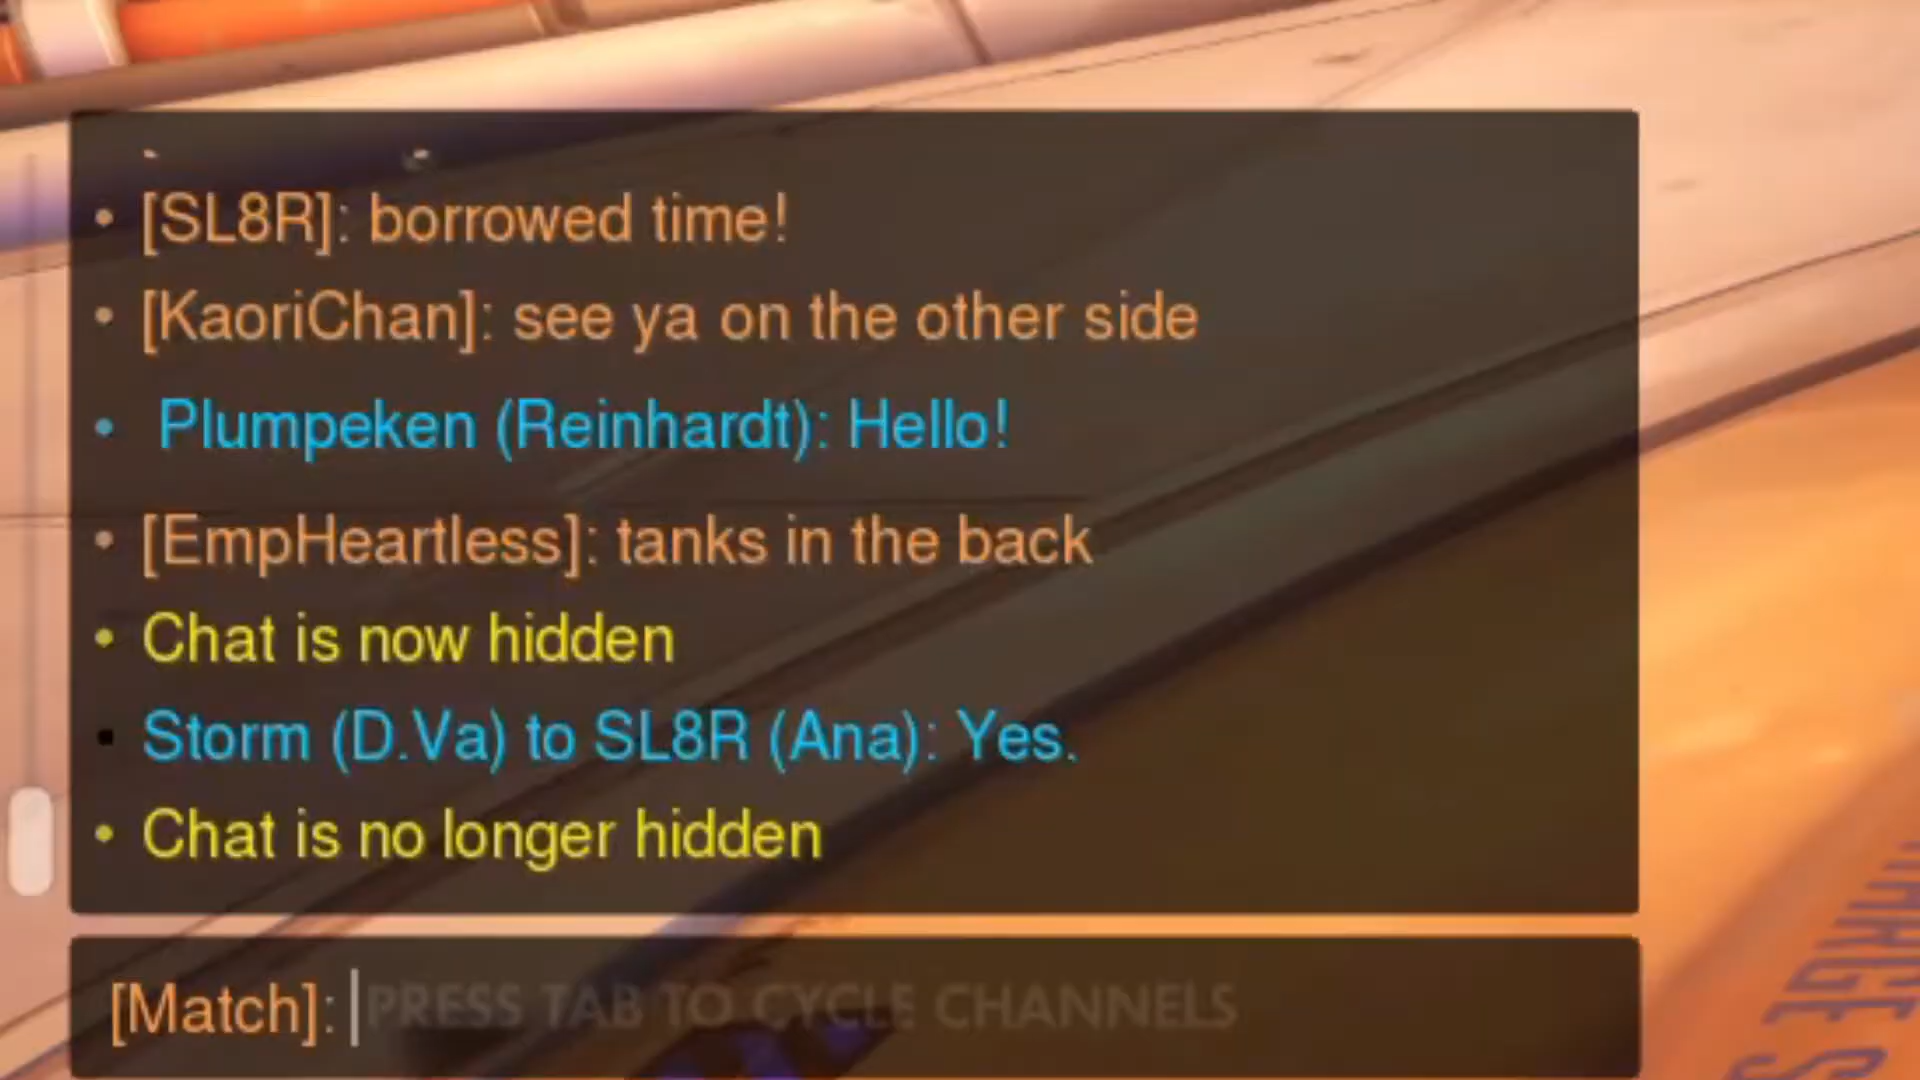 [SL8R]: borrowed time!
[KaoriChan]: see ya on the other side
Plumpeken (Reinhardt): Hello!
[EmpHeartless]: tanks in the back
Chat is now hidden
Storm (D.Va) to SL8R (Ana): Yes.
Chat is no longer hidden
[Match]: PRESS TAB TO CYCLE CHANNELS